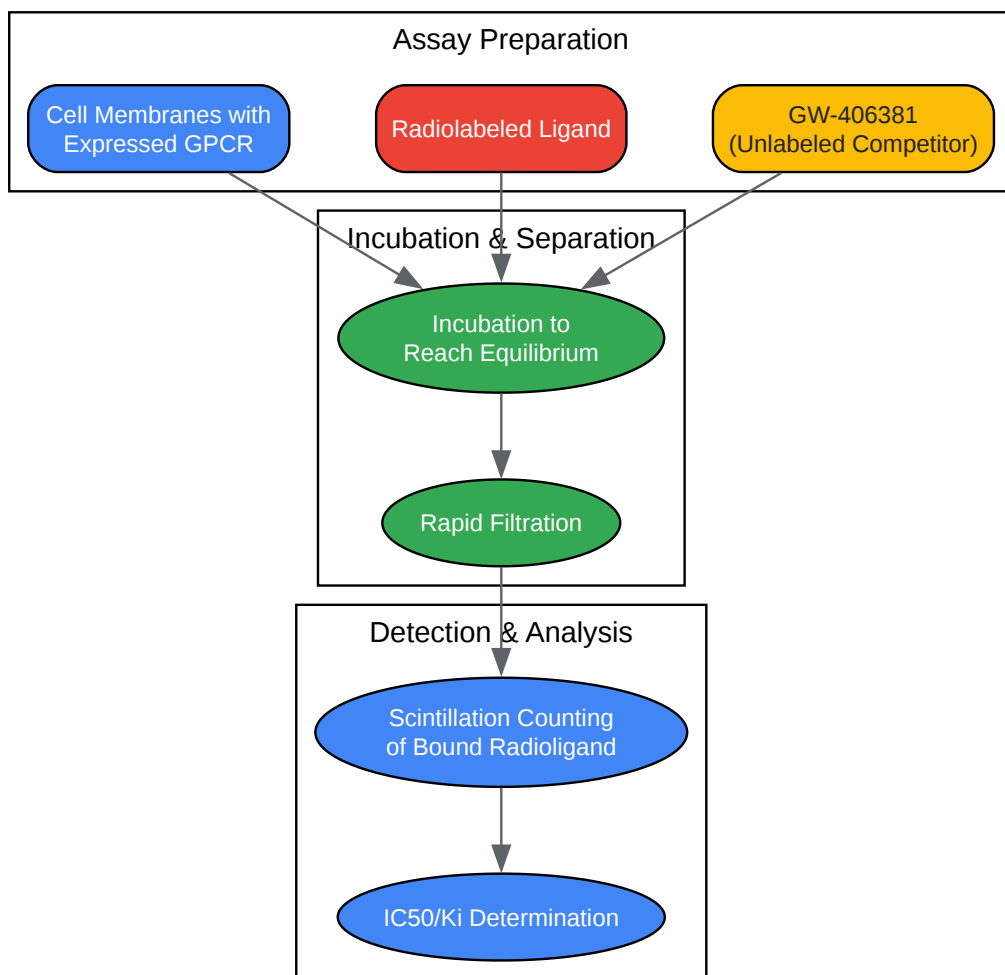 Assay Preparation
Cell Membranes with
Expressed GPCR
Radiolabeled Ligand
GW-406381
(Unlabeled Competitor)
Incubation & Separation
Incubation to
Reach Equilibrium
Rapid Filtration
Detection & Analysis
Scintillation Counting
of Bound Radioligand
IC50/Ki Determination